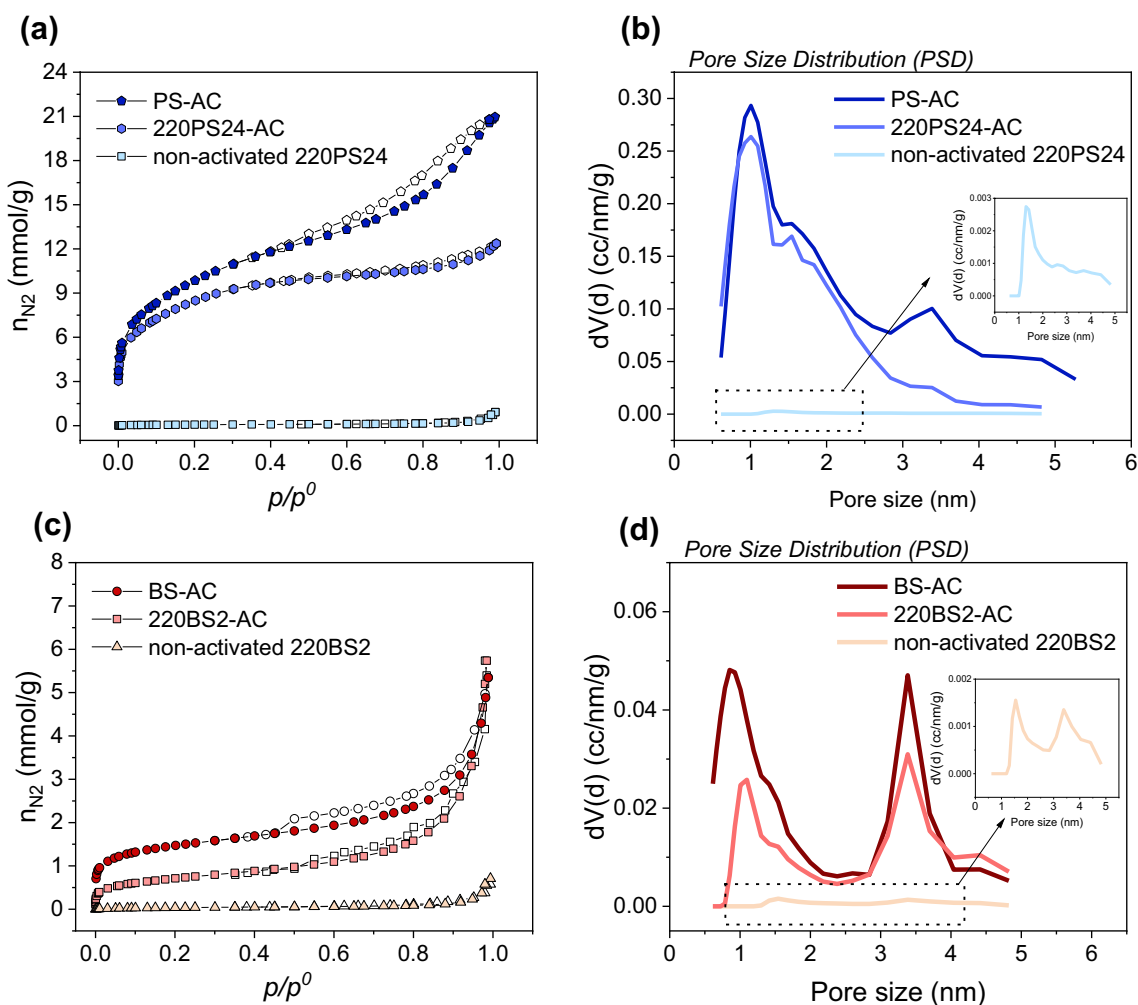 (a)
24
21
18
15
12
9
6
3
0
n_N2 (mmol/g)
PS-AC
220PS24-AC
non-activated 220PS24
0.0 0.2 0.4 0.6 0.8 1.0
p/p⁰
(b)
Pore Size Distribution (PSD)
0.30
0.25
0.20
0.15
0.10
0.05
0.00
dV(d) (cc/nm/g)
PS-AC
220PS24-AC
non-activated 220PS24
0.003
0.002
0.001
0.000
dV(d) (cc/nm/g)
0 1 2 3 4 5
Pore size (nm)
0 1 2 3 4 5 6
Pore size (nm)
(c)
8
7
6
5
4
3
2
1
0
n_N2 (mmol/g)
BS-AC
220BS2-AC
non-activated 220BS2
0.0 0.2 0.4 0.6 0.8 1.0
p/p⁰
(d)
Pore Size Distribution (PSD)
0.06
0.04
0.02
0.00
dV(d) (cc/nm/g)
BS-AC
220BS2-AC
non-activated 220BS2
0.002
0.001
0.000
dV(d) (cc/nm/g)
0 1 2 3 4 5
Pore size (nm)
0 1 2 3 4 5 6
Pore size (nm)